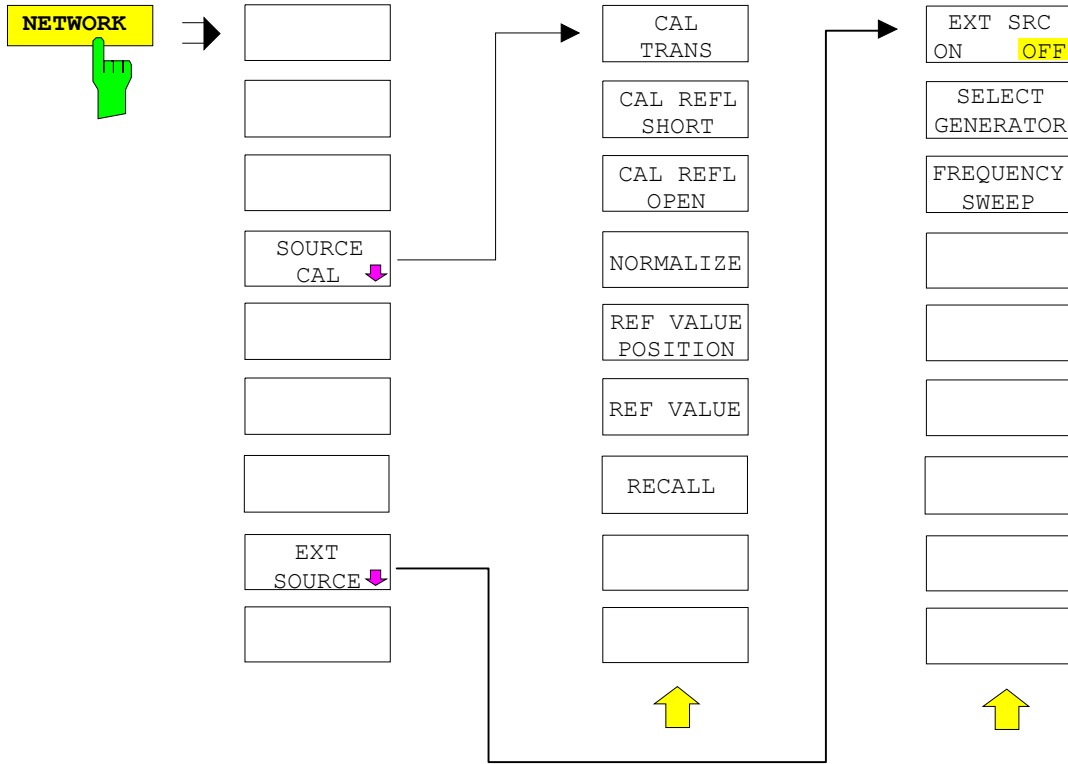 NETWORK
SOURCE
CAL
EXT
SOURCE
CAL
TRANS
CAL REFL
SHORT
CAL REFL
OPEN
NORMALIZE
REF VALUE
POSITION
REF VALUE
RECALL
EXT SRC
ON OFF
SELECT
GENERATOR
FREQUENCY
SWEEP